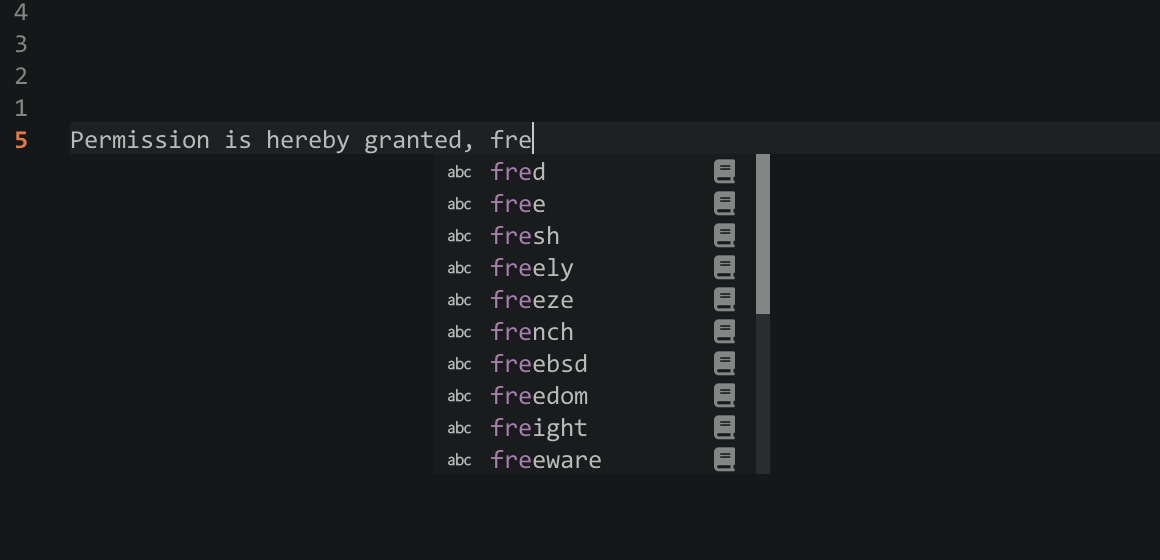 4
3
2
1
5 Permission is hereby granted, fre
abc fred
abc free
abc fresh
abc freely
abc freeze
abc french
abc freebsd
abc freedom
abc freight
abc freeware